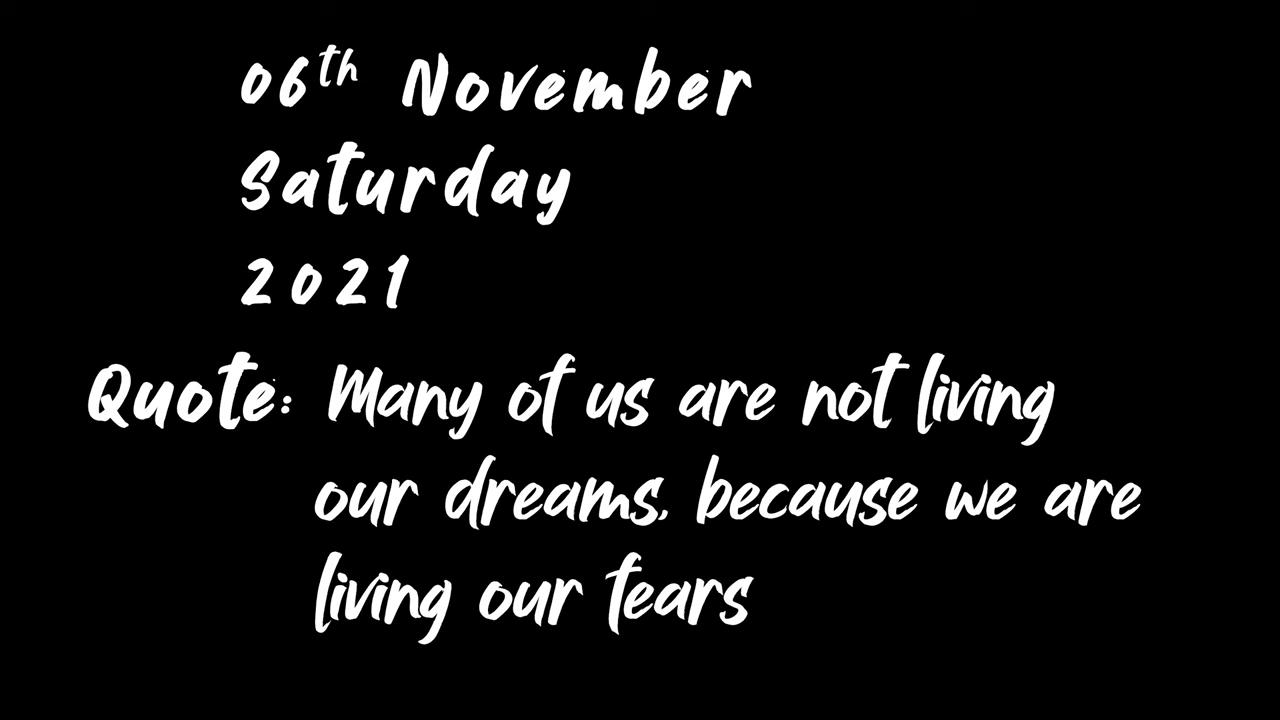 06th November
Saturday
2021
Quote: Many of us are not living
our dreams, because we are
living our fears